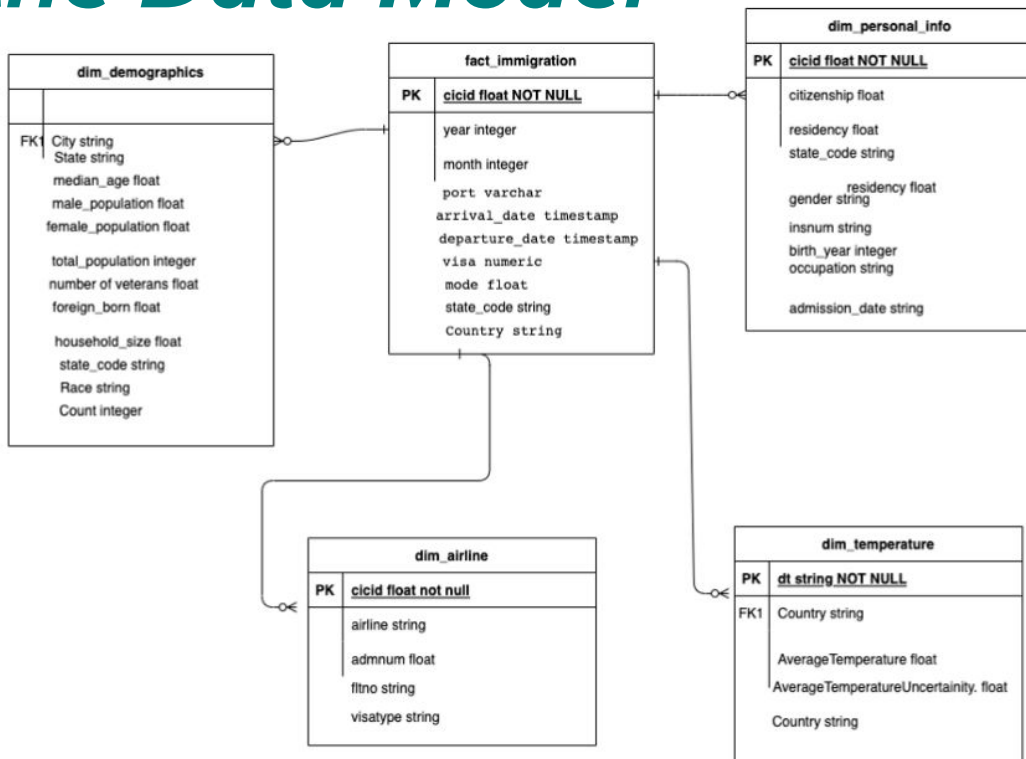 Data Model
dim_demographics
FK1 City string
State string
median_age float
male_population float
female_population float
total_population integer
number of veterans float
foreign_born float
household_size float
state_code string
Race string
Count integer
fact_immigration
PK cicid float NOT NULL
year integer
month integer
port varchar
arrival_date timestamp
departure_date timestamp
visa numeric
mode float
state_code string
Country string
dim_personal_info
PK cicid float NOT NULL
citizenship float
residency float
state_code string
residency float
gender string
insnum string
birth_year integer
occupation string
admission_date string
dim_airline
PK cicid float not null
airline string
admnum float
fltno string
visatype string
dim_temperature
PK dt string NOT NULL
FK1 Country string
AverageTemperature float
AverageTemperatureUncertainity. float
Country string